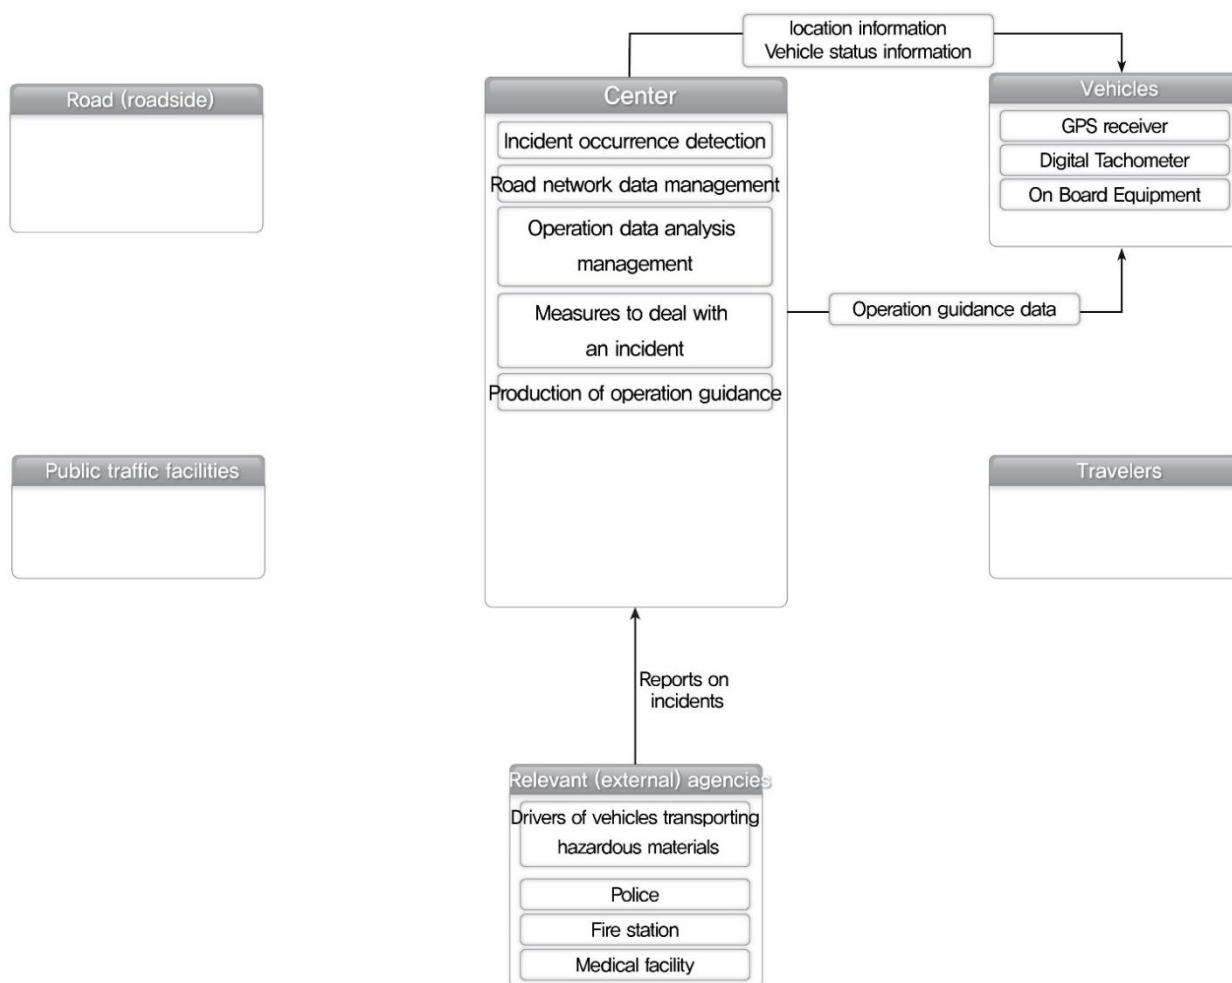 location information
Vehicle status information
Road (roadside)
Center
Incident occurrence detection
Road network data management
Operation data analysis
management
Measures to deal with
an incident
Production of operation guidance
Vehicles
GPS receiver
Digital Tachometer
On Board Equipment
Operation guidance data
Public traffic facilities
Travelers
Reports on
incidents
Relevant (external) agencies
Drivers of vehicles transporting
hazardous materials
Police
Fire station
Medical facility